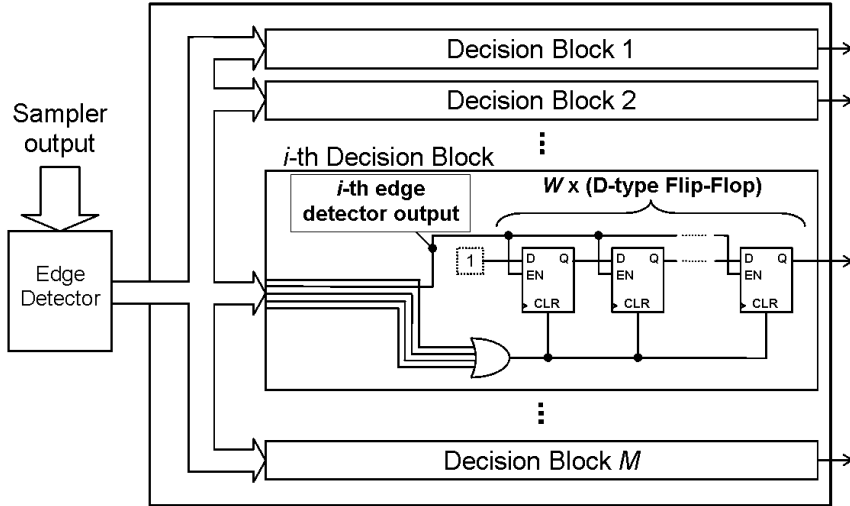 Decision Block 1
Decision Block 2
Sampler
output
⋮
i-th Decision Block
i-th edge
detector output
W x (D-type Flip-Flop)
Edge
Detector
1
D Q
EN
CLR
D Q
EN
CLR
D Q
EN
CLR
⋮
Decision Block M